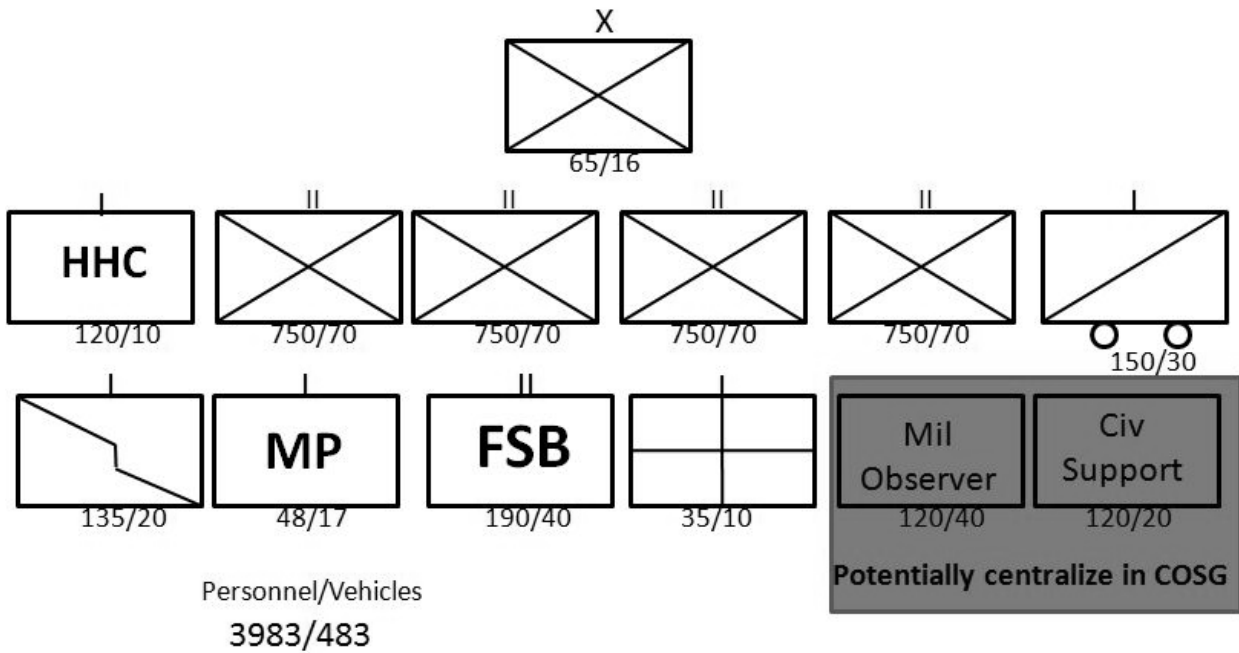 X
65/16
I II II II II I
HHC
120/10 750/70 750/70 750/70 750/70 150/30
I I II I
MP FSB Mil Observer Civ Support
135/20 48/17 190/40 35/10 120/40 120/20
Potentially centralize in COSG
Personnel/Vehicles
3983/483